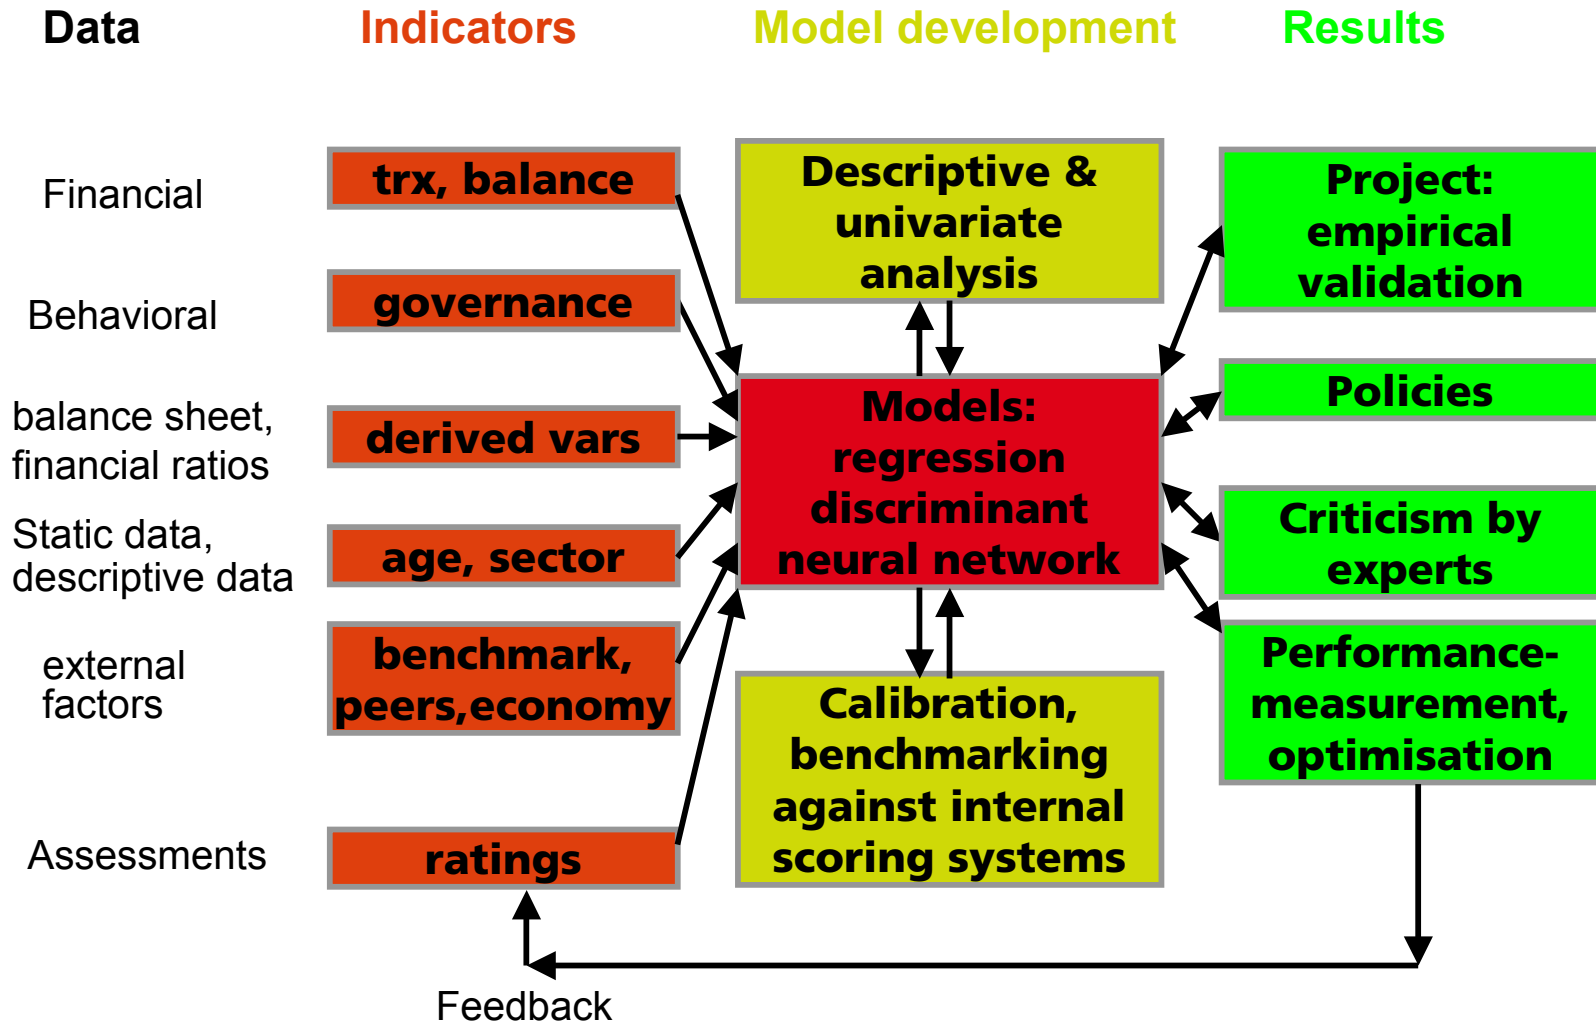 Data
Indicators
Model development
Results
Financial
Behavioral
balance sheet,
financial ratios
Static data,
descriptive data
external
factors
Assessments
trx, balance
governance
derived vars
age, sector
benchmark,
peers,economy
ratings
Descriptive &
univariate
analysis
Models:
regression
discriminant
neural network
Calibration,
benchmarking
against internal
scoring systems
Project:
empirical
validation
Policies
Criticism by
experts
Performance-
measurement,
optimisation
Feedback